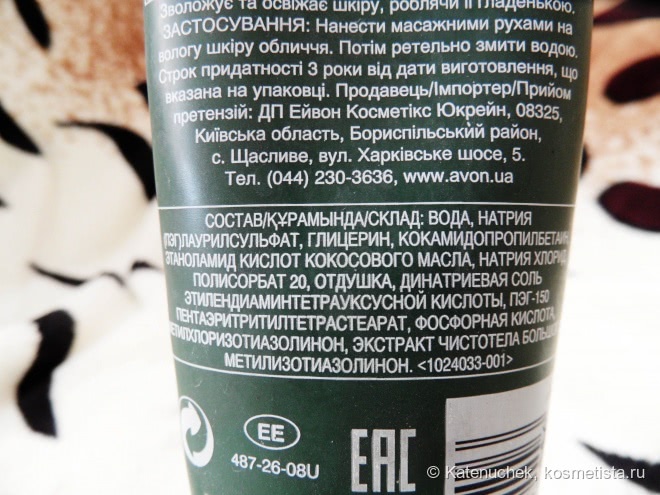 Зволожує та освіжає шкіру, роблячи її гладенькою.
ЗАСТОСУВАННЯ: Нанести масажними рухами на
вологу шкіру обличчя. Потім ретельно змити водою.
Строк придатності 3 роки від дати виготовлення, що
вказана на упаковці. Продавець/Імпортер/Прийом
претензій: ДП Ейвон Косметікс Юкрейн, 08325,
Київська область, Бориспільський район,
с. Щасливе, вул. Харківське шосе, 5.
Тел. (044) 230-3636, www.avon.ua
СОСТАВ/ҚҰРАМЫНДА/СКЛАД: ВОДА, НАТРИЯ
(ПЭГ)ЛАУРИЛСУЛЬФАТ, ГЛИЦЕРИН, КОКАМИДОПРОПИЛБЕТАИН,
ЭТАНОЛАМИД КИСЛОТ КОКОСОВОГО МАСЛА, НАТРИЯ ХЛОРИД,
ПОЛИСОРБАТ 20, ОТДУШКА, ДИНАТРИЕВАЯ СОЛЬ
ЭТИЛЕНДИАМИНТЕТРАУКСУСНОЙ КИСЛОТЫ, ПЭГ-150
ПЕНТАЭРИТРИТИЛТЕТРАСТЕАРАТ, ФОСФОРНАЯ КИСЛОТА,
МЕТИЛХЛОРИЗОТИАЗОЛИНОН, ЭКСТРАКТ ЧИСТОТЕЛА БОЛЬШОГО,
МЕТИЛИЗОТИАЗОЛИНОН. <1024033-001>
EE
487-26-08U
EAC
© Katenuchek, kosmetista.ru